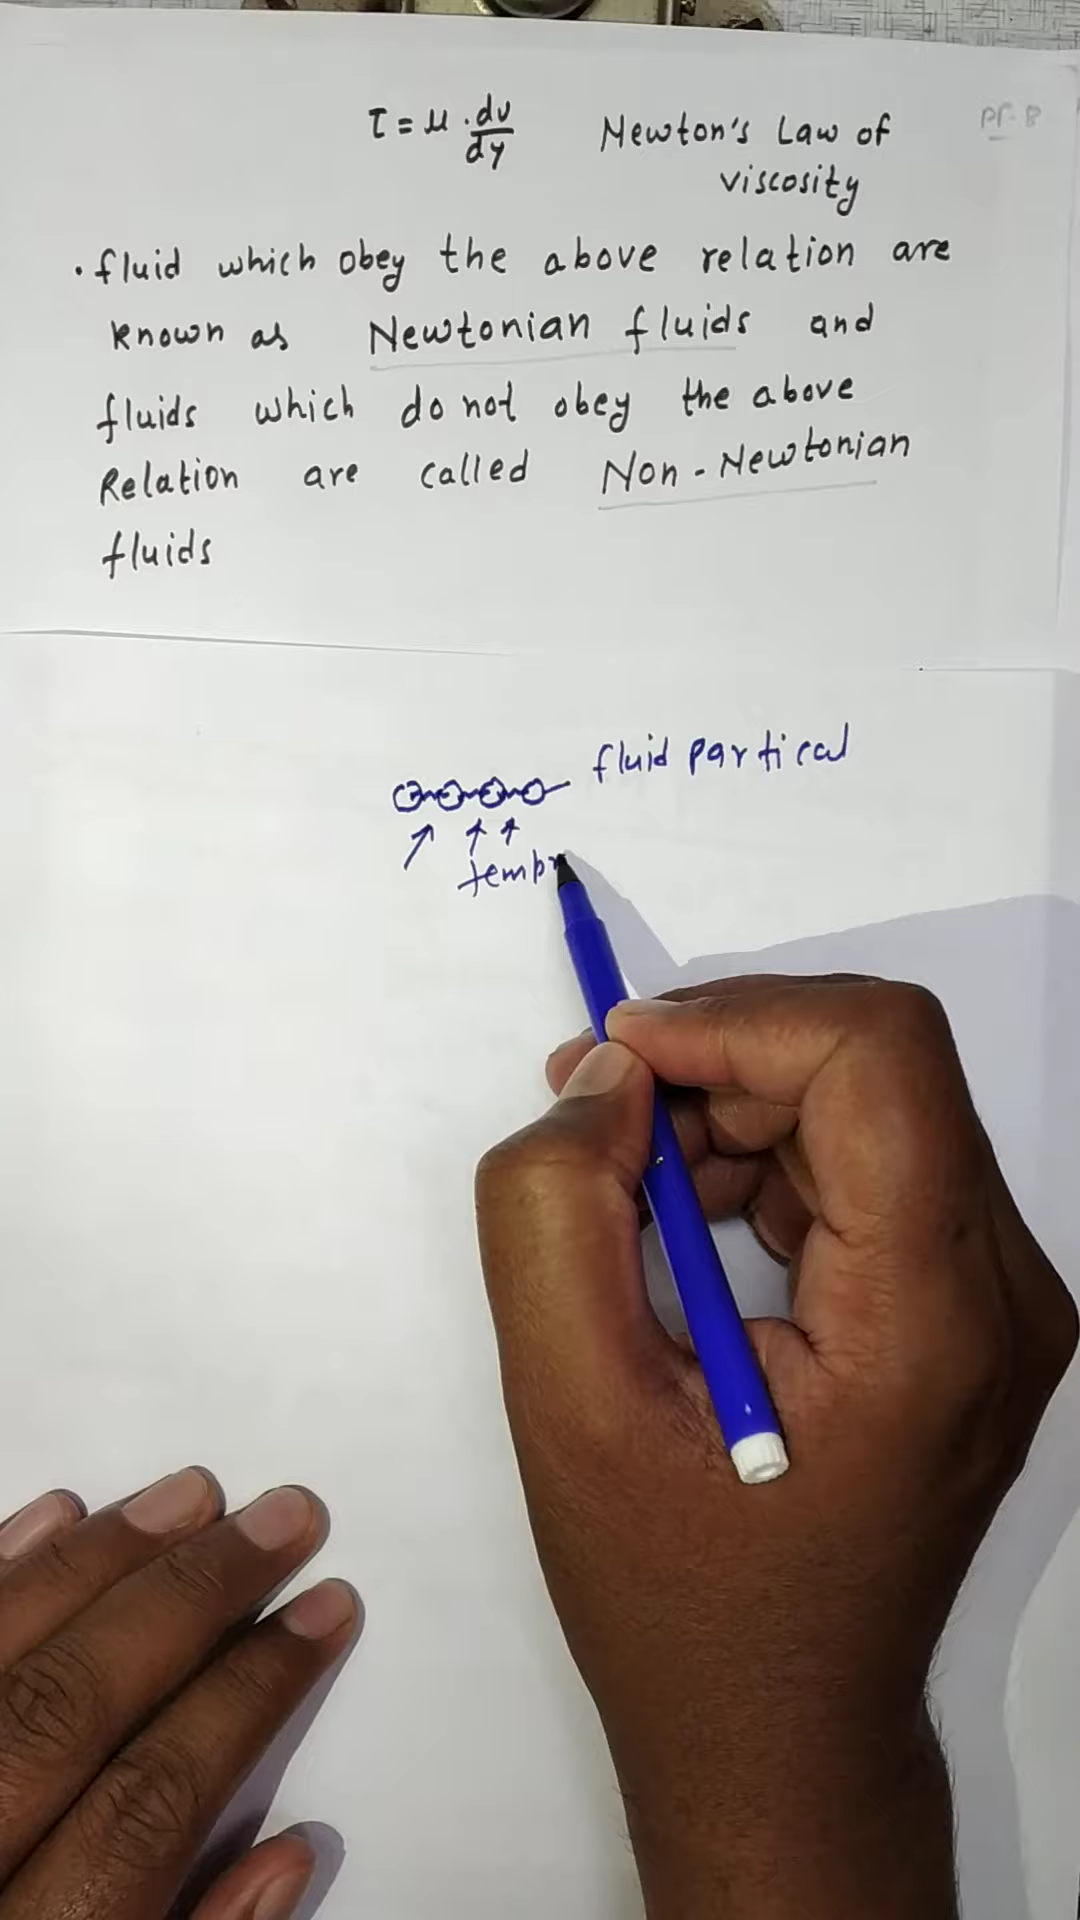 τ = μ . du/dy Newton's Law of
viscosity
Pr-8
• fluid which obey the above relation are
known as Newtonian fluids and
fluids which do not obey the above
Relation are called Non-Newtonian
fluids
fluid partical
temp